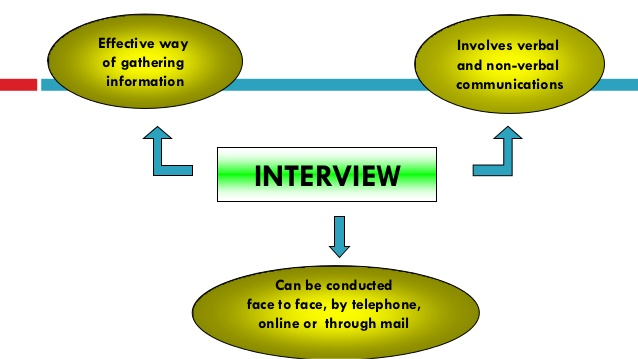 Effective way
of gathering
information
Involves verbal
and non-verbal
communications
INTERVIEW
Can be conducted
face to face, by telephone,
online or through mail